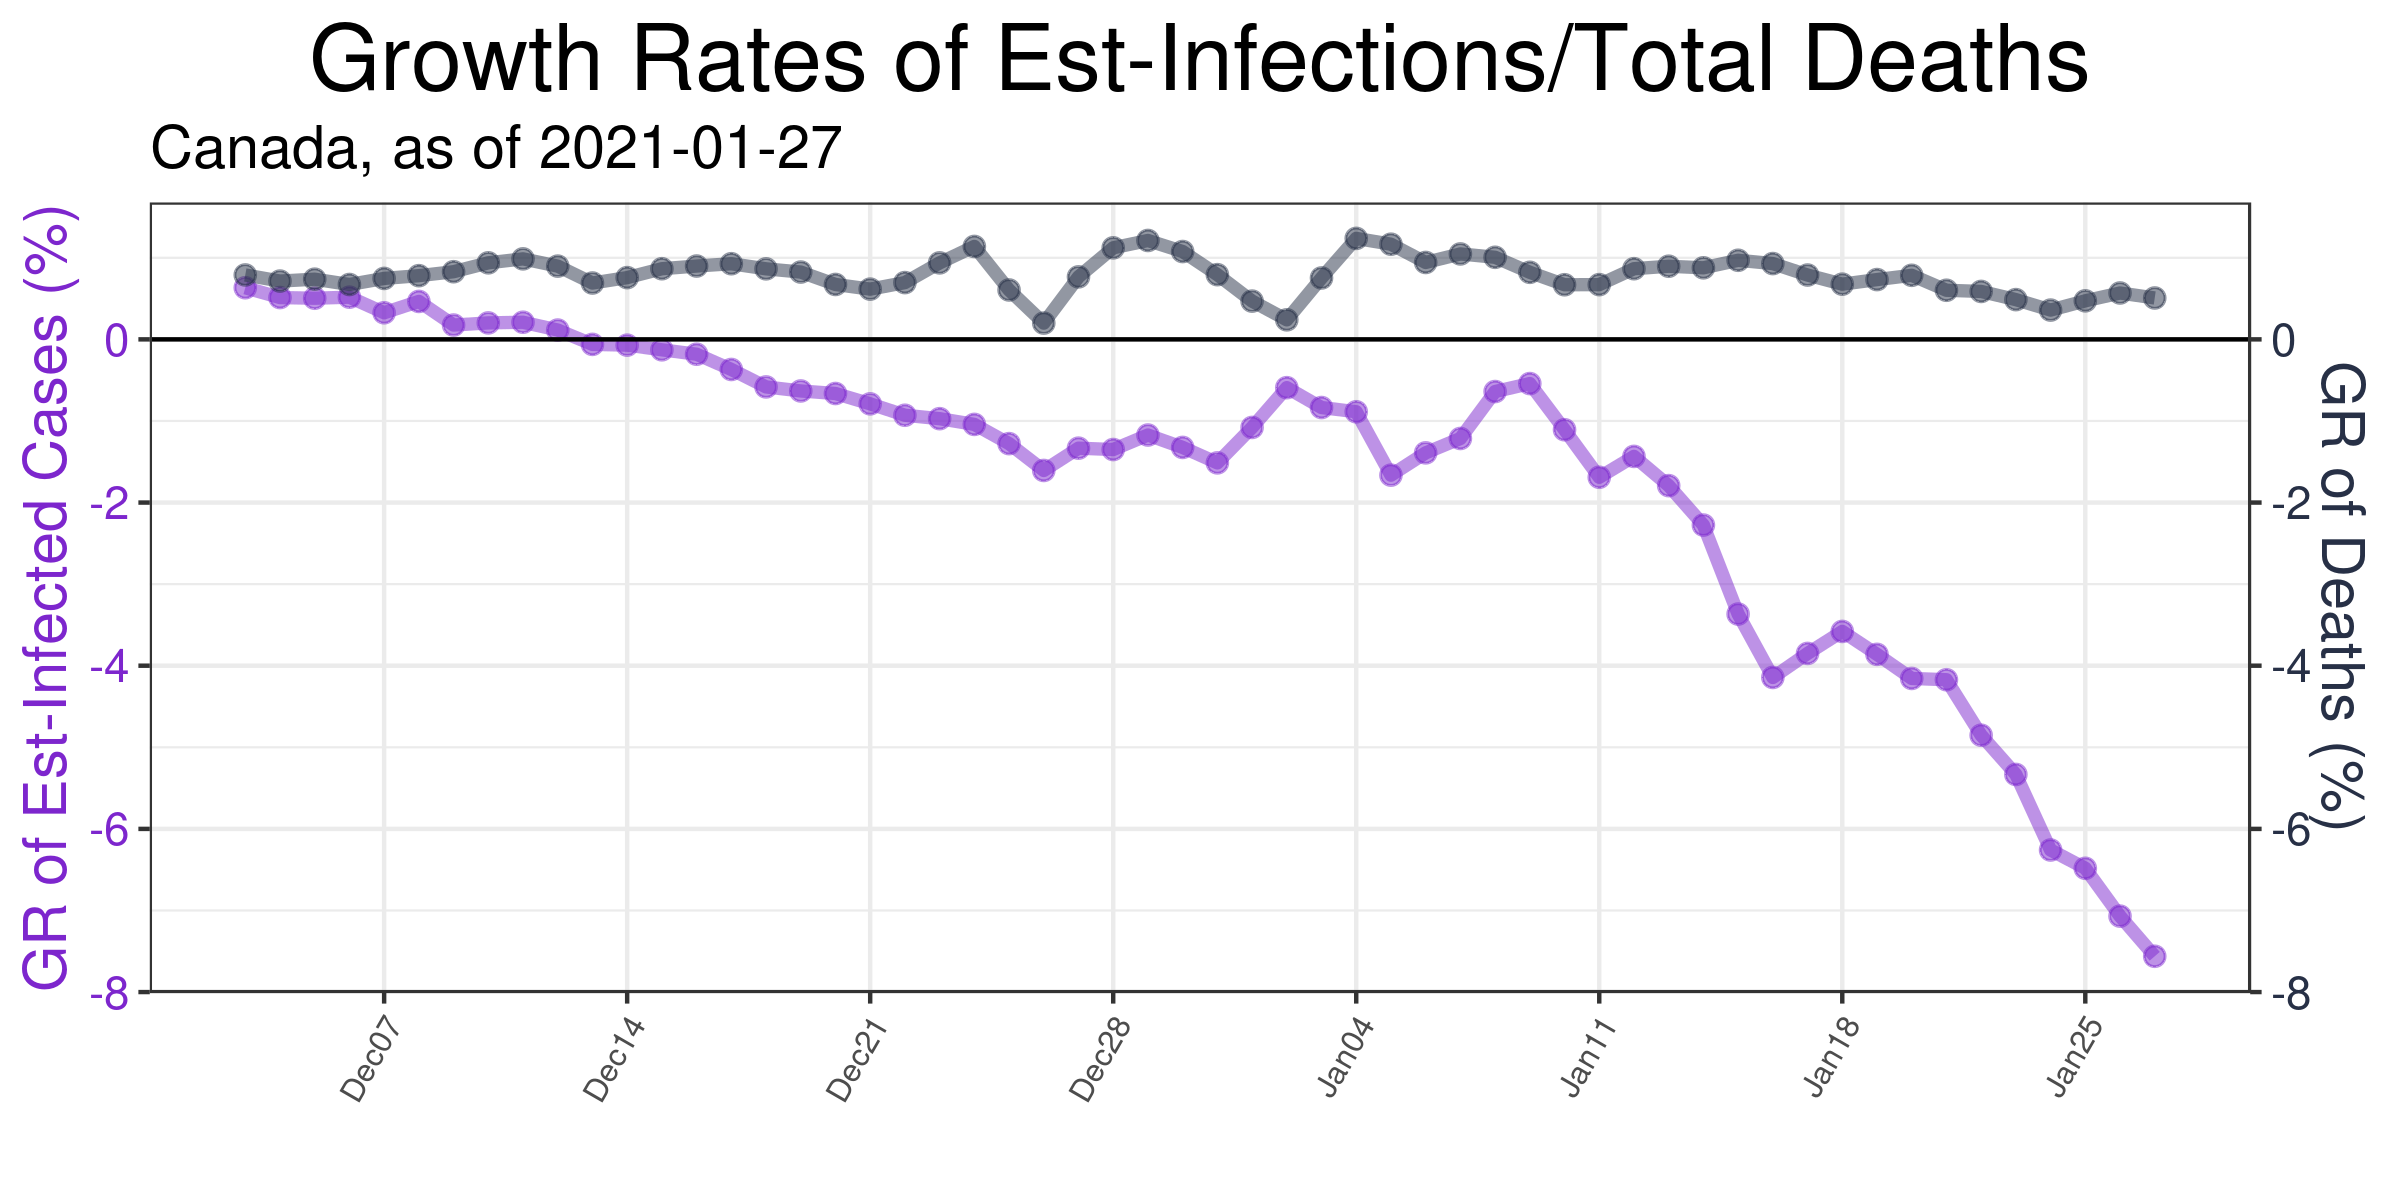 Growth Rates of Est-Infections/Total Deaths
Canada, as of 2021-01-27
GR of Est-Infected Cases (%)
0
-2
-4
-6
-8
0
-2
-4
-6
-8
GR of Deaths (%)
Dec07
Dec14
Dec21
Dec28
Jan04
Jan11
Jan18
Jan25